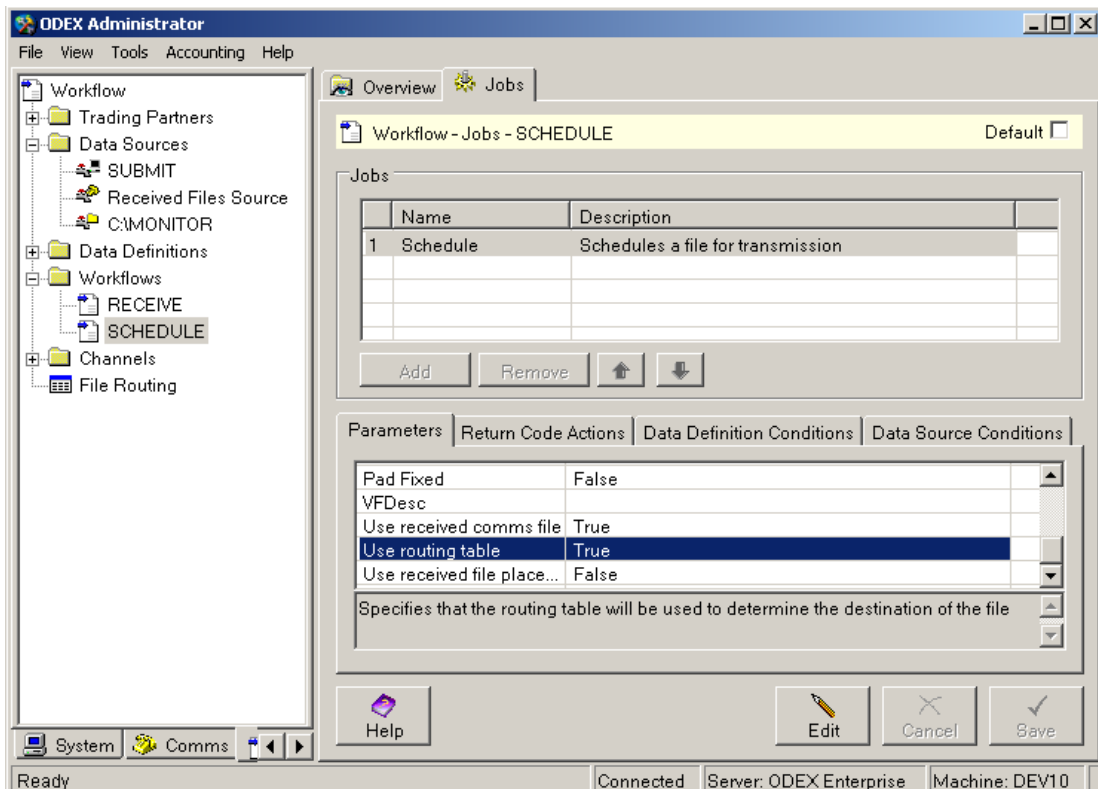 ODEX Administrator
File View Tools Accounting Help
Workflow
Trading Partners
Data Sources
SUBMIT
Received Files Source
C:\MONITOR
Data Definitions
Workflows
RECEIVE
SCHEDULE
Channels
File Routing
System Comms
Overview Jobs
Workflow - Jobs - SCHEDULE Default
Jobs
Name Description
1 Schedule Schedules a file for transmission
Add Remove
Parameters Return Code Actions Data Definition Conditions Data Source Conditions
Pad Fixed False
VFDesc
Use received comms file True
Use routing table True
Use received file place... False
Specifies that the routing table will be used to determine the destination of the file
Help Edit Cancel Save
Ready Connected Server: ODEX Enterprise Machine: DEV10